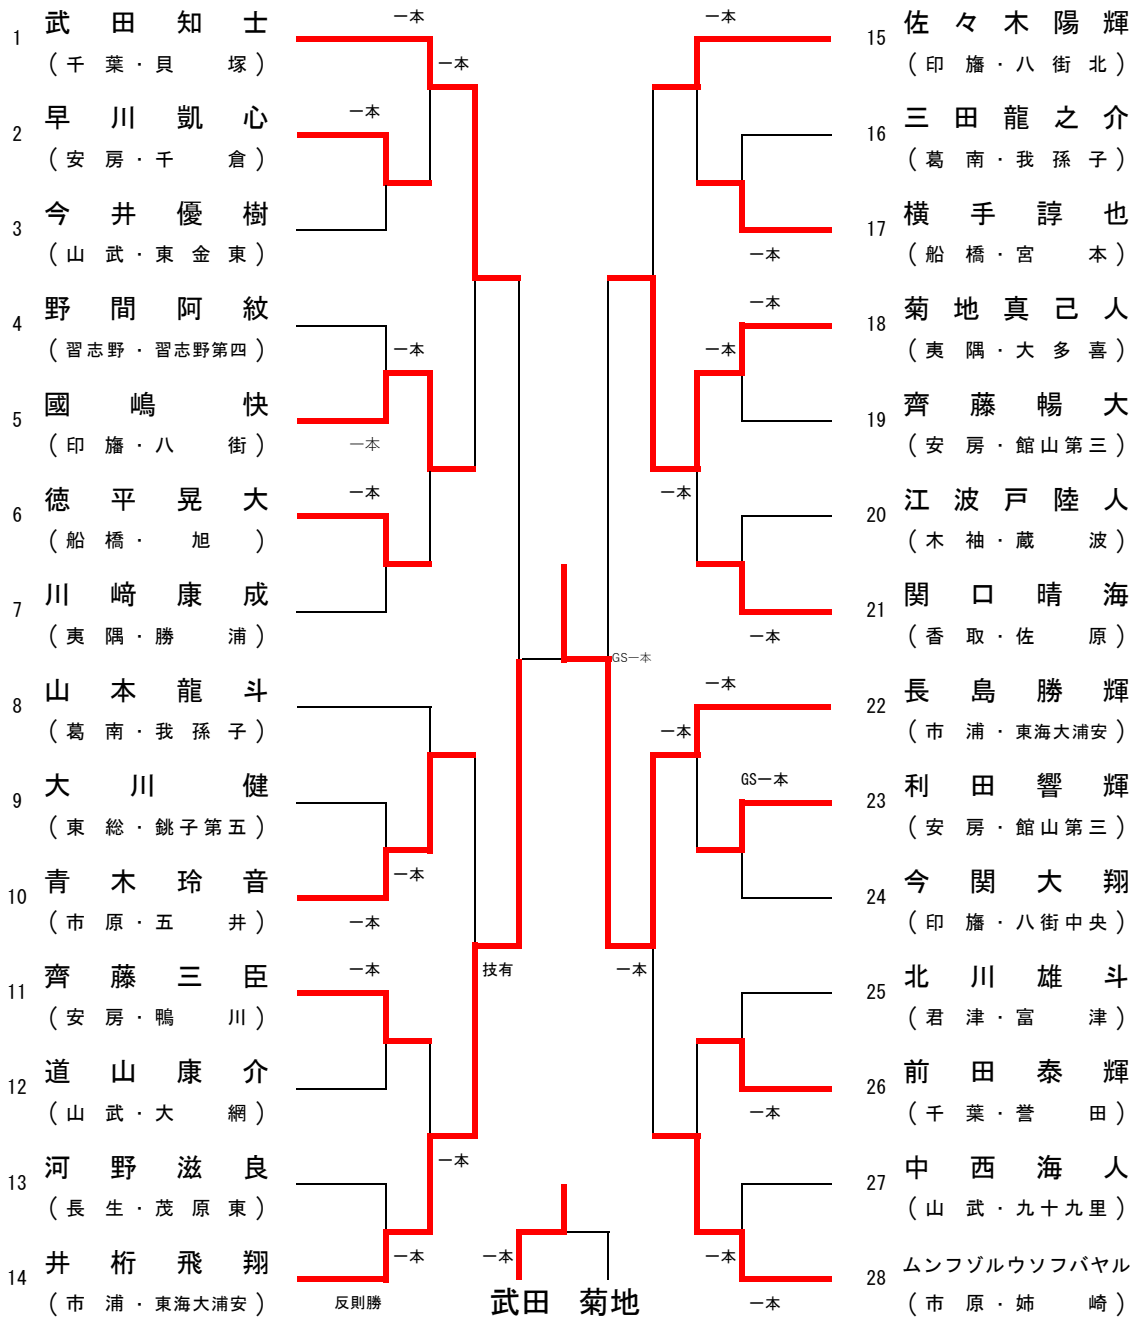 1 武田知士
(千葉・貝塚)
2 早川凱心
(安房・千倉)
3 今井優樹
(山武・東金東)
4 野間阿紋
(習志野・習志野第四)
5 國嶋快
(印旛・八街)
6 徳平晃大
(船橋・旭)
7 川﨑康成
(夷隅・勝浦)
8 山本龍斗
(葛南・我孫子)
9 大川健
(東総・銚子第五)
10 青木玲音
(市原・五井)
11 齊藤三臣
(安房・鴨川)
12 道山康介
(山武・大網)
13 河野滋良
(長生・茂原東)
14 井桁飛翔
(市浦・東海大浦安)
一本
一本
一本
一本
一本
一本
一本
一本
一本
技有
一本
一本
反則勝
一本
武田 菊地
GS一本
一本
一本
一本
一本
一本
一本
一本
一本
GS一本
一本
一本
一本
一本
15 佐々木陽輝
(印旛・八街北)
16 三田龍之介
(葛南・我孫子)
17 横手諄也
(船橋・宮本)
18 菊地真己人
(夷隅・大多喜)
19 齊藤暢大
(安房・館山第三)
20 江波戸陸人
(木袖・蔵波)
21 関口晴海
(香取・佐原)
22 長島勝輝
(市浦・東海大浦安)
23 利田響輝
(安房・館山第三)
24 今関大翔
(印旛・八街中央)
25 北川雄斗
(君津・富津)
26 前田泰輝
(千葉・誉田)
27 中西海人
(山武・九十九里)
28 ムンフゾルウソフバヤル
(市原・姉崎)